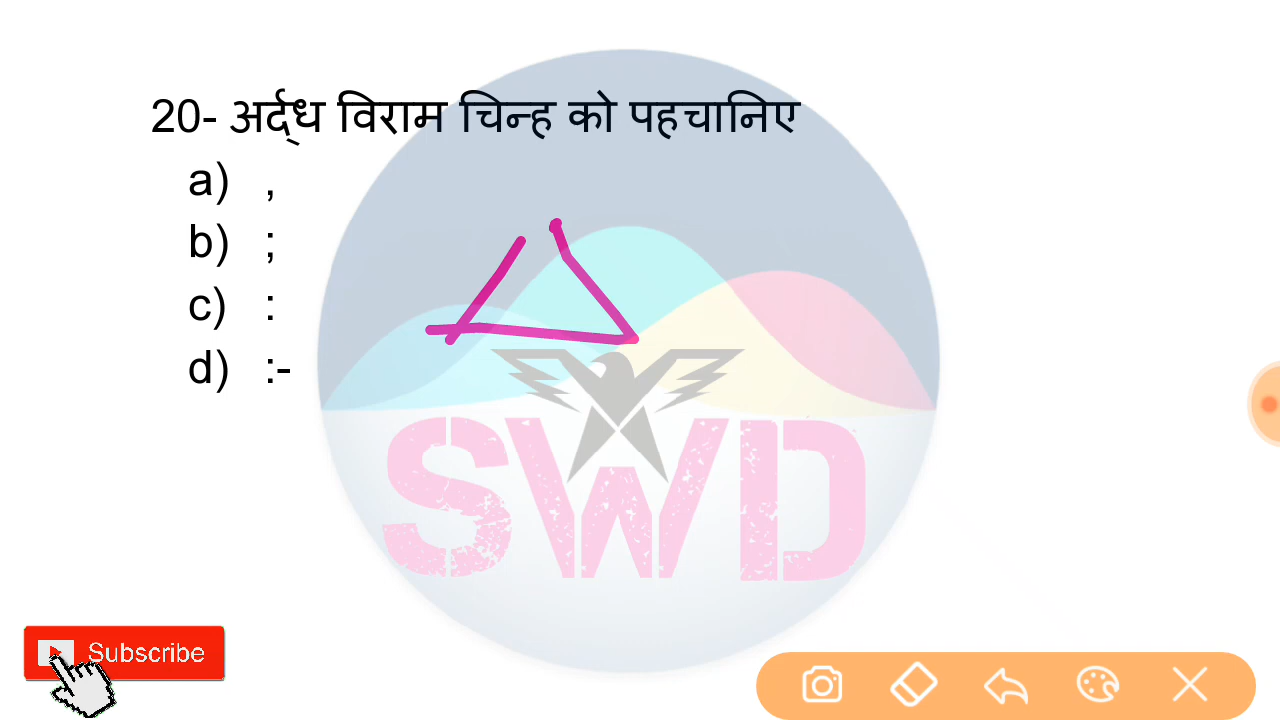 20- अर्द्ध विराम चिन्ह को पहचानिए
a) ,
b) ;
c) :
d) :-
SWD
Subscribe